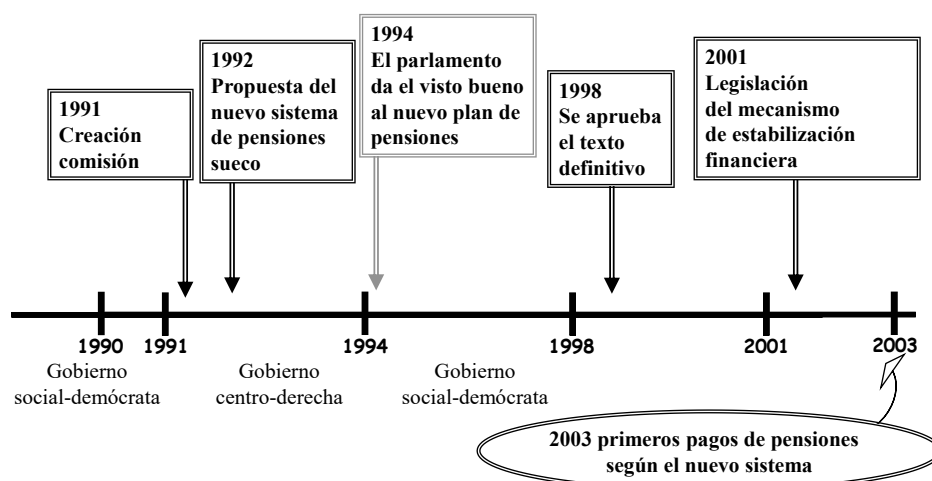 1991
Creación
comisión
1992
Propuesta del
nuevo sistema
de pensiones
sueco
1994
El parlamento
da el visto bueno
al nuevo plan de
pensiones
1998
Se aprueba
el texto
definitivo
2001
Legislación
del mecanismo
de estabilización
financiera
1990 1991 1994 1998 2001 2003
Gobierno
social-demócrata
Gobierno
centro-derecha
Gobierno
social-demócrata
2003 primeros pagos de pensiones
según el nuevo sistema